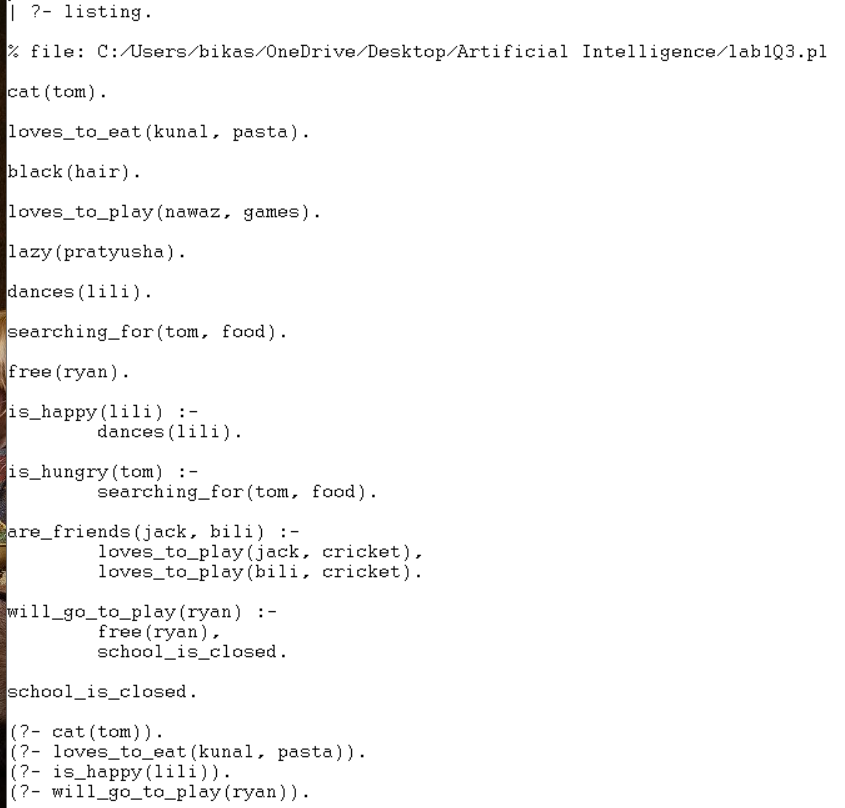 | ?- listing.
% file: C:/Users/bikas/OneDrive/Desktop/Artificial Intelligence/lab1Q3.pl
cat(tom).
loves_to_eat(kunal, pasta).
black(hair).
loves_to_play(nawaz, games).
lazy(pratyusha).
dances(lili).
searching_for(tom, food).
free(ryan).
is_happy(lili) :-
        dances(lili).
is_hungry(tom) :-
        searching_for(tom, food).
are_friends(jack, bili) :-
        loves_to_play(jack, cricket),
        loves_to_play(bili, cricket).
will_go_to_play(ryan) :-
        free(ryan),
        school_is_closed.
school_is_closed.
(?- cat(tom)).
(?- loves_to_eat(kunal, pasta)).
(?- is_happy(lili)).
(?- will_go_to_play(ryan)).